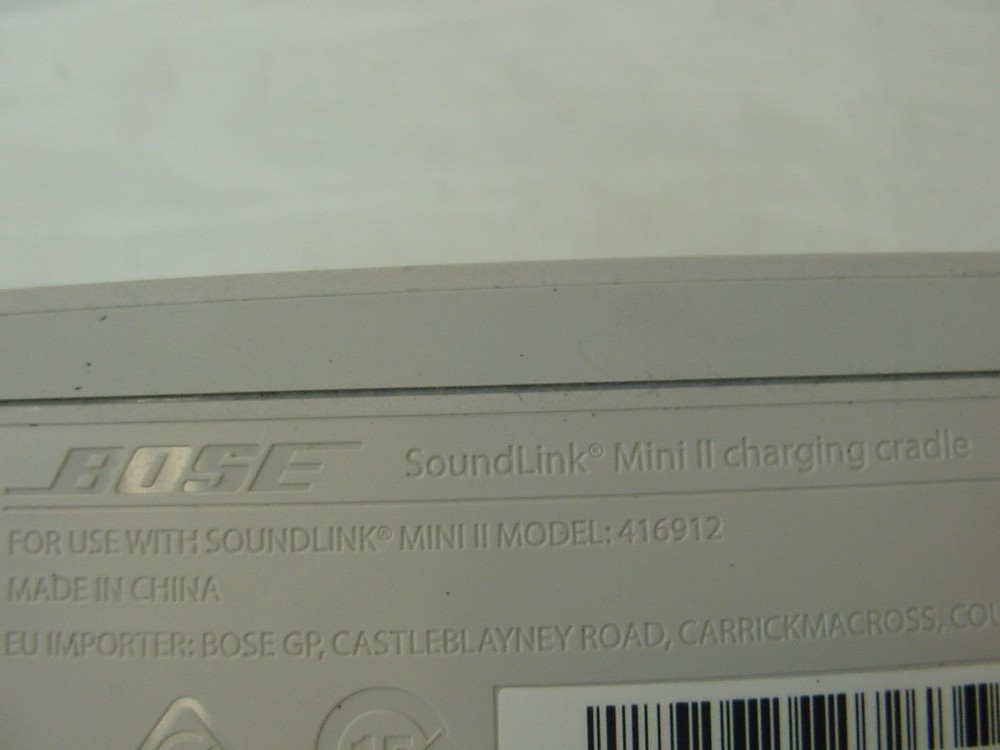 BOSE SoundLink® Mini II charging cradle
FOR USE WITH SOUNDLINK® MINI II MODEL: 416912
MADE IN CHINA
EU IMPORTER: BOSE GP, CASTLEBLAYNEY ROAD, CARRICKMACROSS,